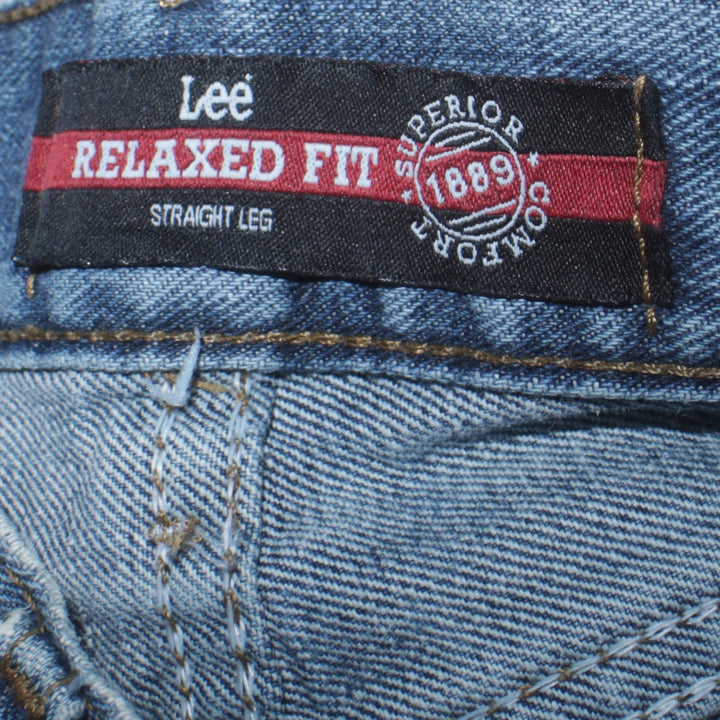 Lee
RELAXED FIT
STRAIGHT LEG
SUPERIOR
1889
COMFORT